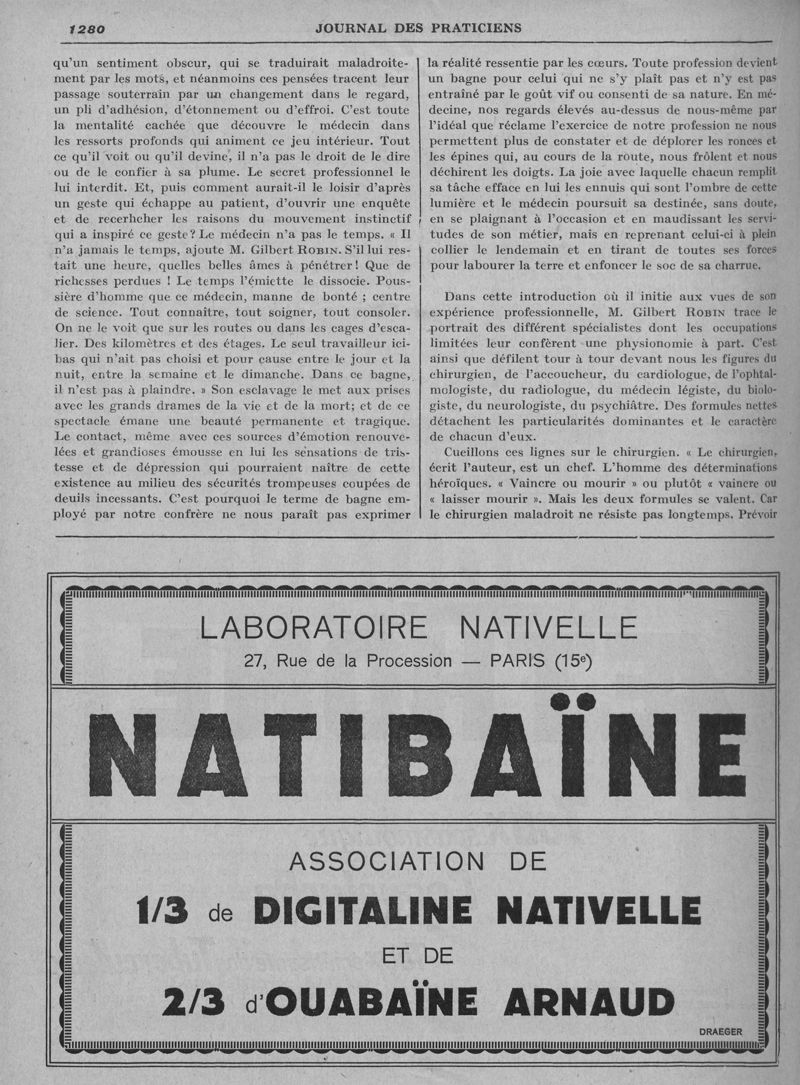 1280
JOURNAL DES PRATICIENS
qu'un sentiment obscur, qui se traduirait maladroite-
ment par les mots, et néanmoins ces pensées tracent leur
passage souterrain par un changement dans le regard,
un pli d'adhésion, d'étonnement ou d'effroi. C'est toute
la mentalité cachée que découvre le médecin dans
les ressorts profonds qui animent ce jeu intérieur. Tout
ce qu'il voit ou qu'il devine, il n'a pas le droit de le dire
ou de le confier à sa plume. Le secret professionnel le
lui interdit. Et, puis comment aurait-il le loisir d'après
un geste qui échappe au patient, d'ouvrir une enquête
et de recerhcher les raisons du mouvement instinctif
qui a inspiré ce geste? Le médecin n'a pas le temps. « Il
n'a jamais le temps, ajoute M. Gilbert ROBIN. S'il lui res-
tait une heure, quelles belles âmes à pénétrer! Que de
richesses perdues ! Le temps l'émiette le dissocie. Pous-
sière d'homme que ce médecin, manne de bonté ; centre
de science. Tout connaître, tout soigner, tout consoler.
On ne le voit que sur les routes ou dans les cages d'esca-
lier. Des kilomètres et des étages. Le seul travailleur ici-
bas qui n'ait pas choisi et pour cause entre le jour et la
nuit, entre la semaine et le dimanche. Dans ce bagne,
il n'est pas à plaindre. » Son esclavage le met aux prises
avec les grands drames de la vie et de la mort; et de ce
spectacle émane une beauté permanente et tragique.
Le contact, même avec ces sources d'émotion renouve-
lées et grandioses émousse en lui les sensations de tris-
tesse et de dépression qui pourraient naître de cette
existence au milieu des sécurités trompeuses coupées de
deuils incessants. C'est pourquoi le terme de bagne em-
ployé par notre confrère ne nous paraît pas exprimer
la réalité ressentie par les cœurs. Toute profession devient
un bagne pour celui qui ne s'y plaît pas et n'y est pas
entraîné par le goût vif ou consenti de sa nature. En mé-
decine, nos regards élevés au-dessus de nous-même par
l'idéal que réclame l'exercice de notre profession ne nous
permettent plus de constater et de déplorer les ronces et
les épines qui, au cours de la route, nous frôlent et nous
déchirent les doigts. La joie avec laquelle chacun remplit
sa tâche efface en lui les ennuis qui sont l'ombre de cette
lumière et le médecin poursuit sa destinée, sans doute,
en se plaignant à l'occasion et en maudissant les servi-
tudes de son métier, mais en reprenant celui-ci à plein
collier le lendemain et en tirant de toutes ses forces
pour labourer la terre et enfoncer le soc de sa charrue.
Dans cette introduction où il initie aux vues de son
expérience professionnelle, M. Gilbert ROBIN trace le
portrait des différent spécialistes dont les occupations
limitées leur confèrent une physionomie à part. C'est
ainsi que défilent tour à tour devant nous les figures du
chirurgien, de l'accoucheur, du cardiologue, de l'ophtal-
mologiste, du radiologue, du médecin légiste, du biolo-
giste, du neurologiste, du psychiâtre. Des formules nettes
détachent les particularités dominantes et le caractère
de chacun d'eux.
Cueillons ces lignes sur le chirurgien. « Le chirurgien,
écrit l'auteur, est un chef. L'homme des déterminations
héroïques. « Vaincre ou mourir » ou plutôt « vaincre ou
« laisser mourir ». Mais les deux formules se valent. Car
le chirurgien maladroit ne résiste pas longtemps. Prévoir
LABORATOIRE NATIVELLE
27, Rue de la Procession — PARIS (15e)
NATIBAÏNE
ASSOCIATION DE
1/3 de DIGITALINE NATIVELLE
ET DE
2/3 d'OUABAÏNE ARNAUD
DRAEGER